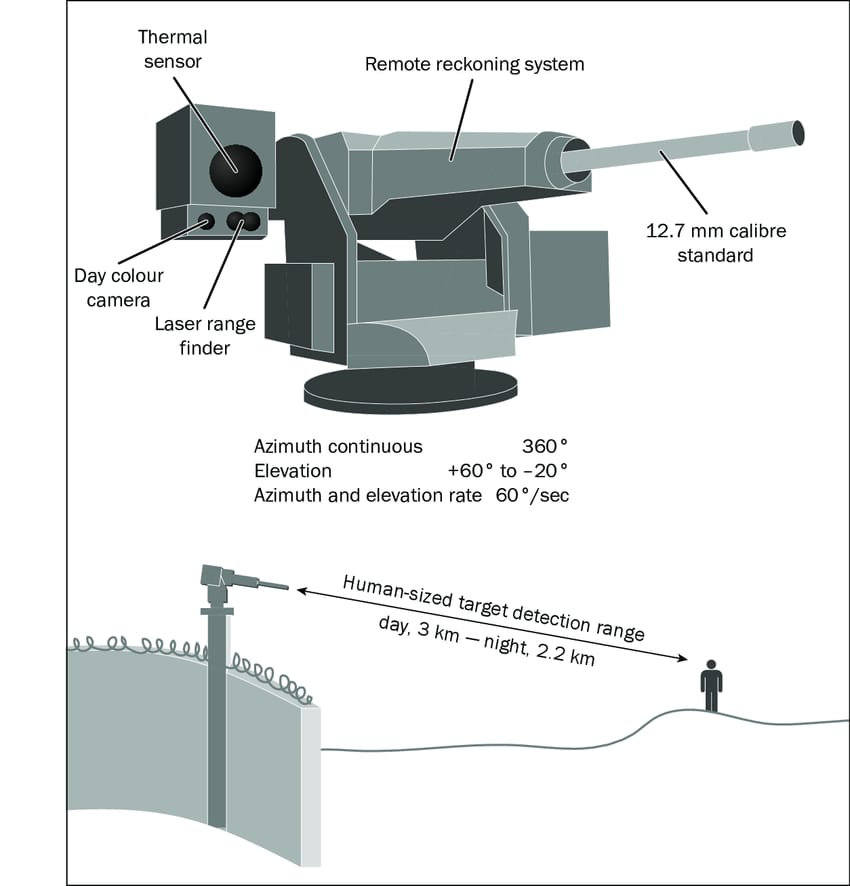 Thermal
sensor
Remote reckoning system
12.7 mm calibre
standard
Day colour
camera
Laser range
finder
Azimuth continuous 360°
Elevation +60° to –20°
Azimuth and elevation rate 60°/sec
Human-sized target detection range
day, 3 km — night, 2.2 km